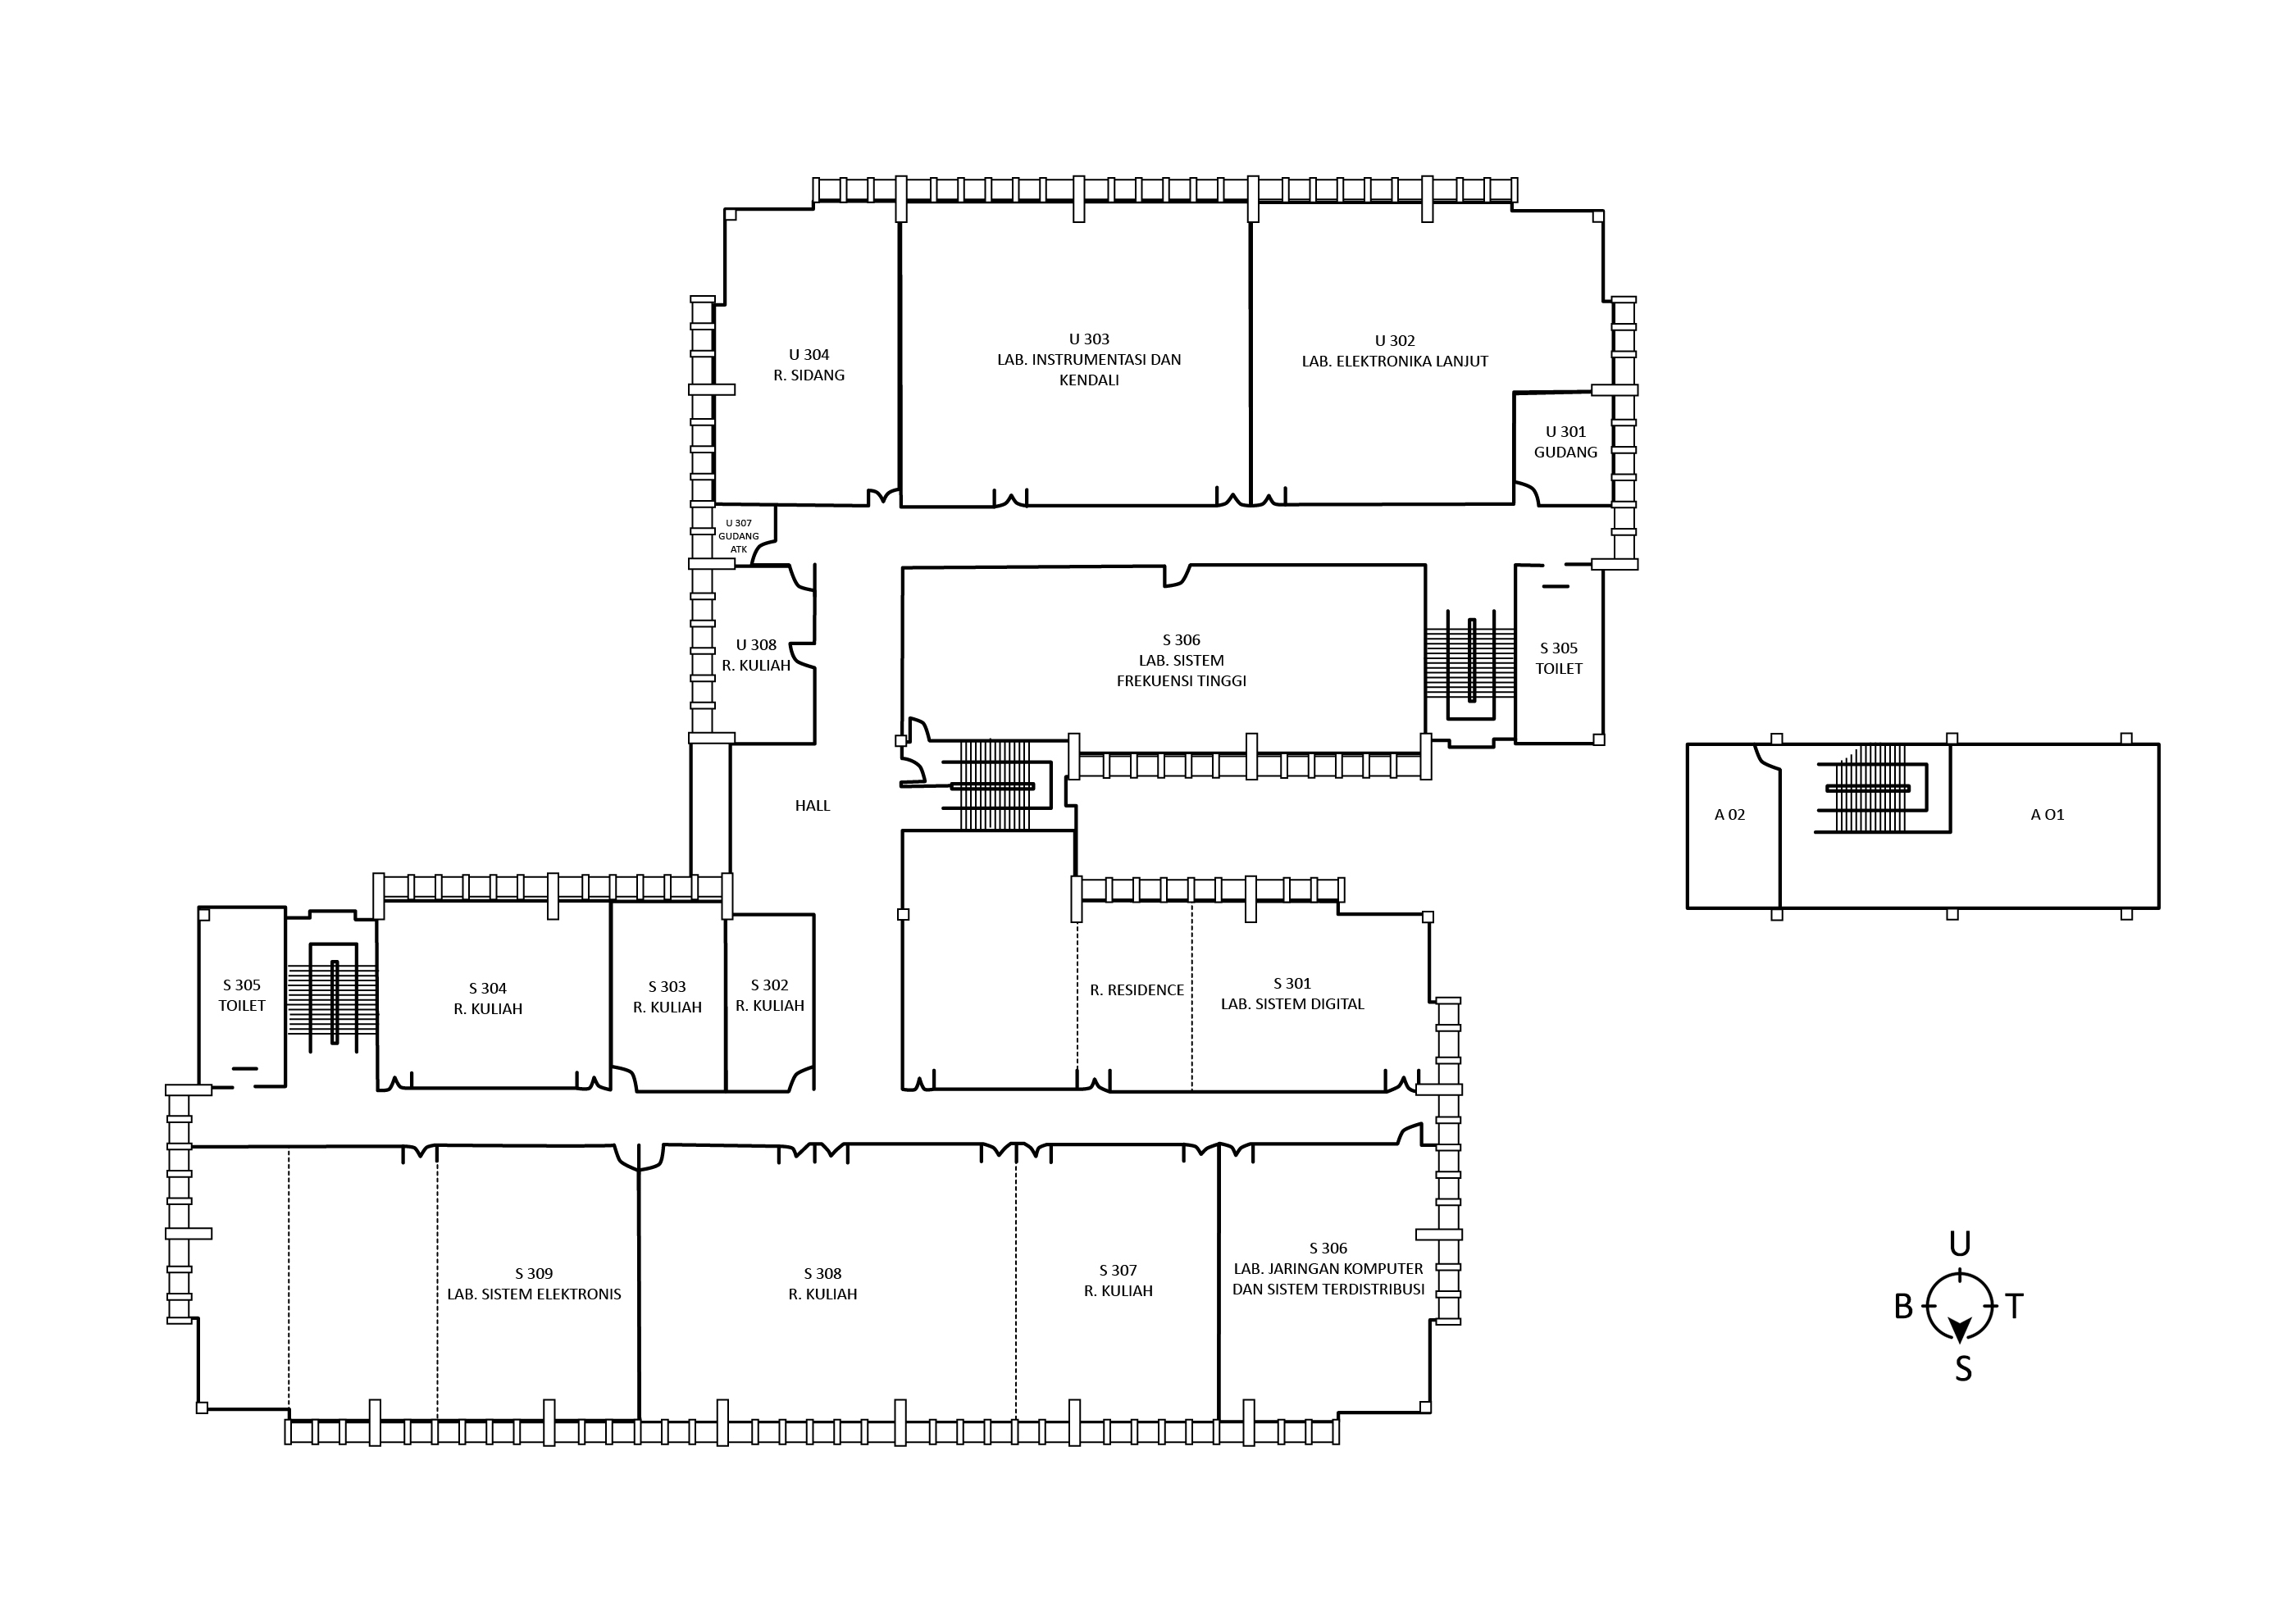 U 304
R. SIDANG
U 303
LAB. INSTRUMENTASI DAN
KENDALI
U 302
LAB. ELEKTRONIKA LANJUT
U 301
GUDANG
U 307
GUDANG
ATK
U 308
R. KULIAH
S 306
LAB. SISTEM
FREKUENSI TINGGI
S 305
TOILET
HALL
A 02
A O1
S 305
TOILET
S 304
R. KULIAH
S 303
R. KULIAH
S 302
R. KULIAH
R. RESIDENCE
S 301
LAB. SISTEM DIGITAL
S 309
LAB. SISTEM ELEKTRONIS
S 308
R. KULIAH
S 307
R. KULIAH
S 306
LAB. JARINGAN KOMPUTER
DAN SISTEM TERDISTRIBUSI
U
B
T
S